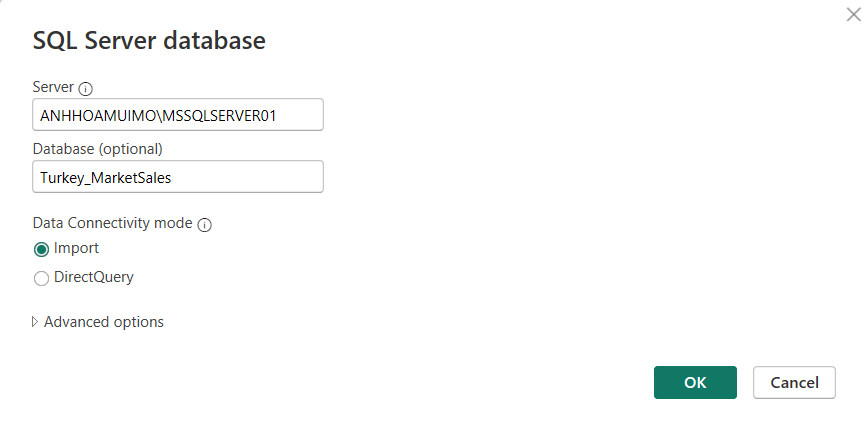 SQL Server database
Server
ANHHOAMUIMO\MSSQLSERVER01
Database (optional)
Turkey_MarketSales
Data Connectivity mode
Import
DirectQuery
Advanced options
OK Cancel